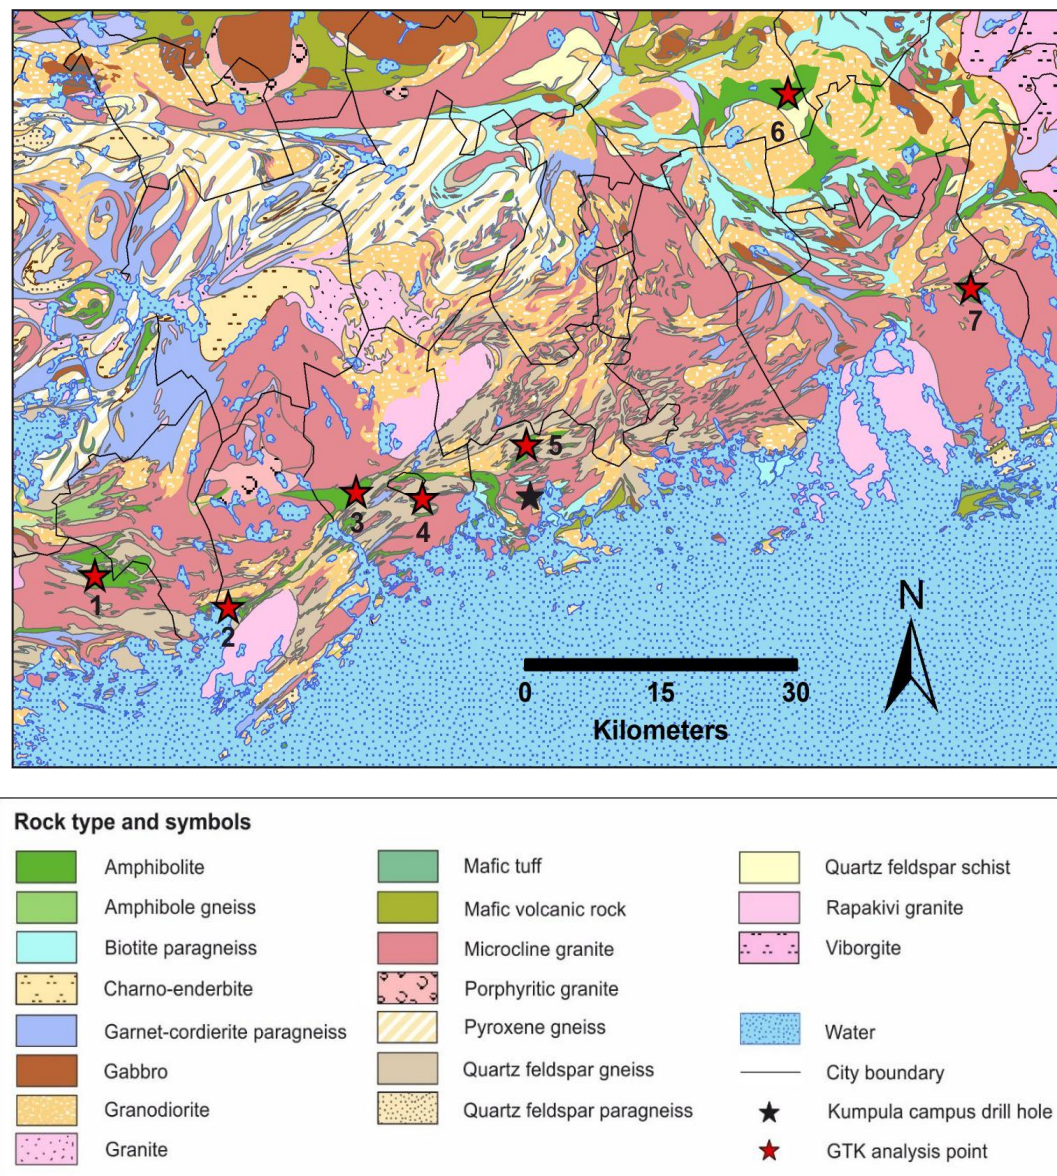 6
7
5
3
4
1
2
N
0 15 30
Kilometers
Rock type and symbols
Amphibolite
Amphibole gneiss
Biotite paragneiss
Charno-enderbite
Garnet-cordierite paragneiss
Gabbro
Granodiorite
Granite
Mafic tuff
Mafic volcanic rock
Microcline granite
Porphyritic granite
Pyroxene gneiss
Quartz feldspar gneiss
Quartz feldspar paragneiss
Quartz feldspar schist
Rapakivi granite
Viborgite
Water
City boundary
Kumpula campus drill hole
GTK analysis point